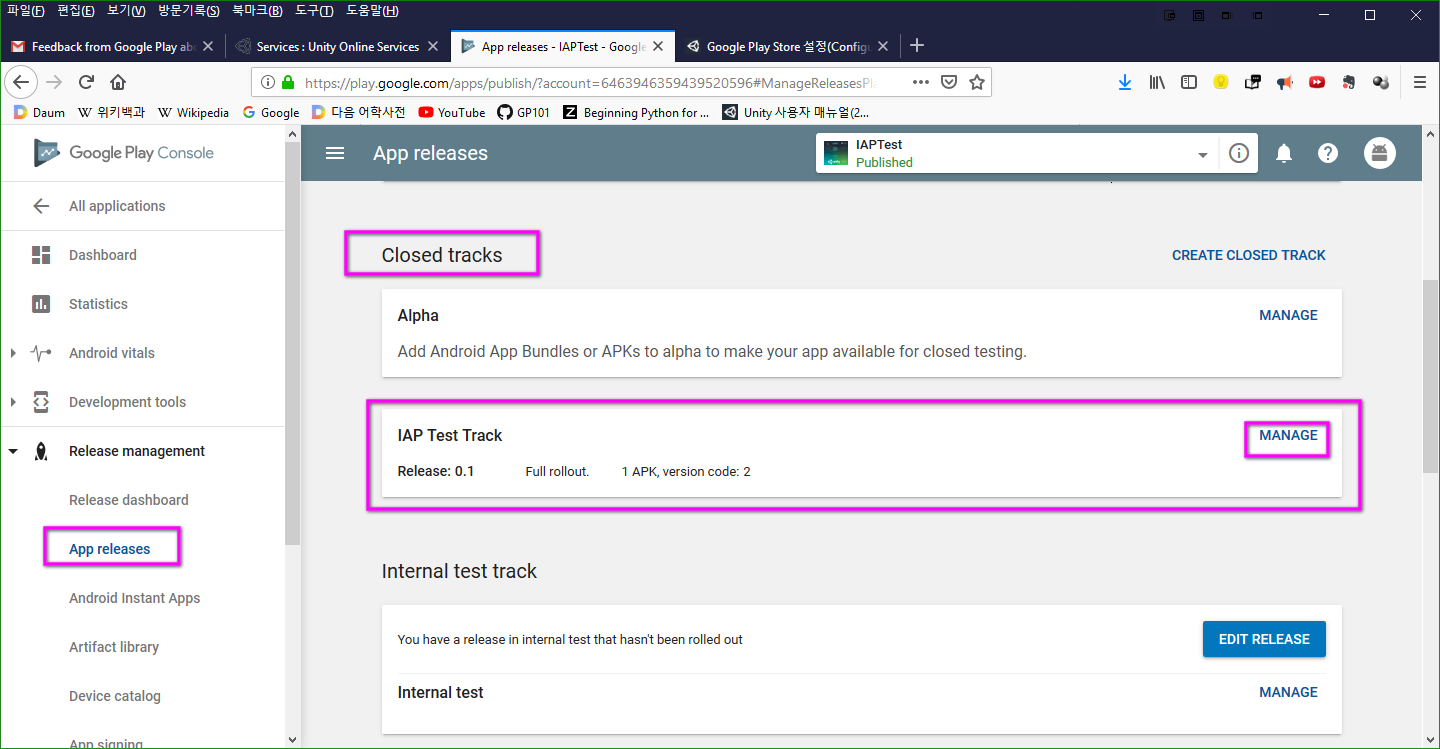 파일(F) 편집(E) 보기(V) 방문기록(S) 북마크(B) 도구(T) 도움말(H)
Feedback from Google Play ab
Services : Unity Online Services
App releases - IAPTest - Google
Google Play Store 설정(Config
https://play.google.com/apps/publish/?account=6463946359439520596#ManageReleasesPl
Daum
위키백과
Wikipedia
Google
다음 어학사전
YouTube
GP101
Beginning Python for ...
Unity 사용자 매뉴얼(2...
Google Play Console
App releases
IAPTest
Published
All applications
Dashboard
Statistics
Android vitals
Development tools
Release management
Release dashboard
App releases
Android Instant Apps
Artifact library
Device catalog
App signing
Closed tracks
CREATE CLOSED TRACK
Alpha
MANAGE
Add Android App Bundles or APKs to alpha to make your app available for closed testing.
IAP Test Track
MANAGE
Release: 0.1 Full rollout. 1 APK, version code: 2
Internal test track
You have a release in internal test that hasn't been rolled out
EDIT RELEASE
Internal test
MANAGE